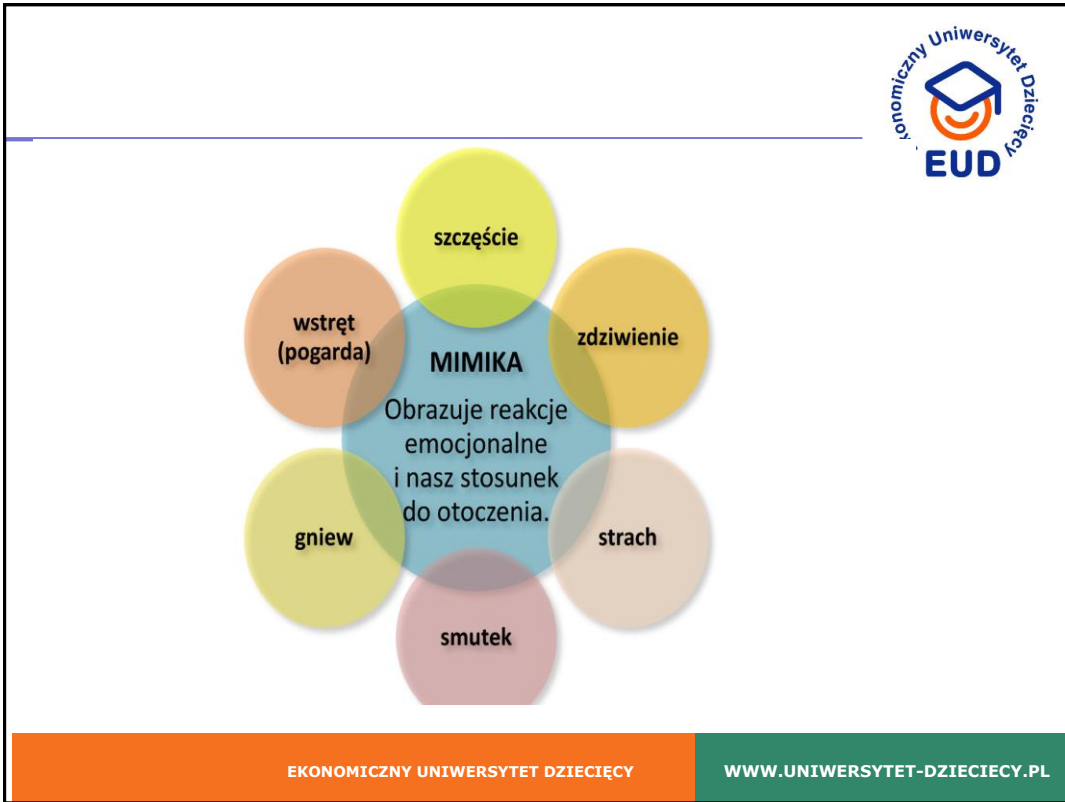 konomiczny Uniwersytet Dziecięcy
EUD
szczęście
wstręt
(pogarda)
zdziwienie
MIMIKA
Obrazuje reakcje
emocjonalne
i nasz stosunek
do otoczenia.
gniew
strach
smutek
EKONOMICZNY UNIWERSYTET DZIECIĘCY
WWW.UNIWERSYTET-DZIECIECY.PL